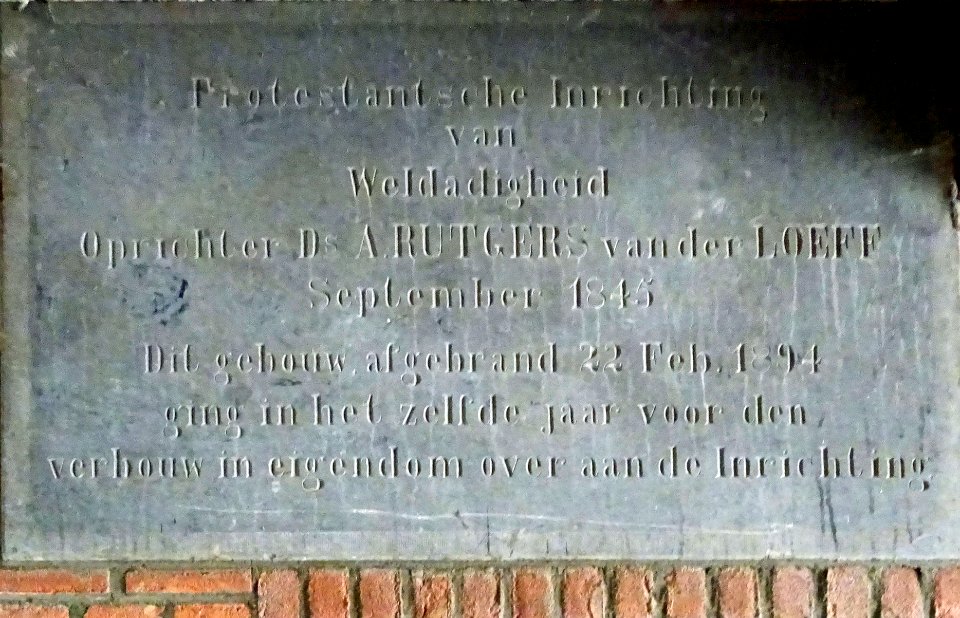 Protestantsche Inrichting
van
Weldadigheid
Oprichter Ds A. RUTGERS van der LOEFF
September 1845
Dit gebouw, afgebrand 22 Feb. 1894
ging in het zelfde jaar voor den
verbouw in eigendom over aan de Inrichting